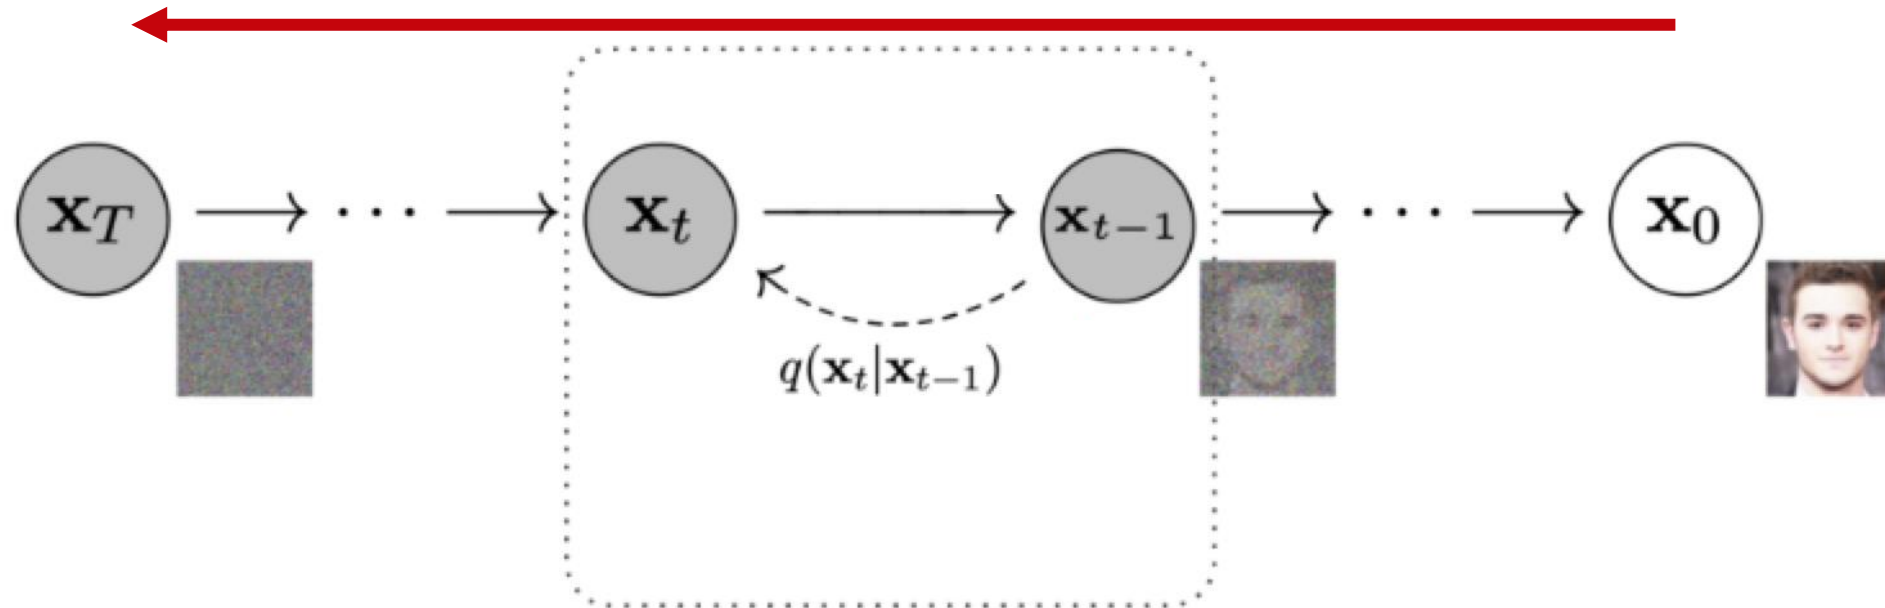 x_T ⋯ x_t x_{t−1} ⋯ x_0
q(x_t|x_{t−1})